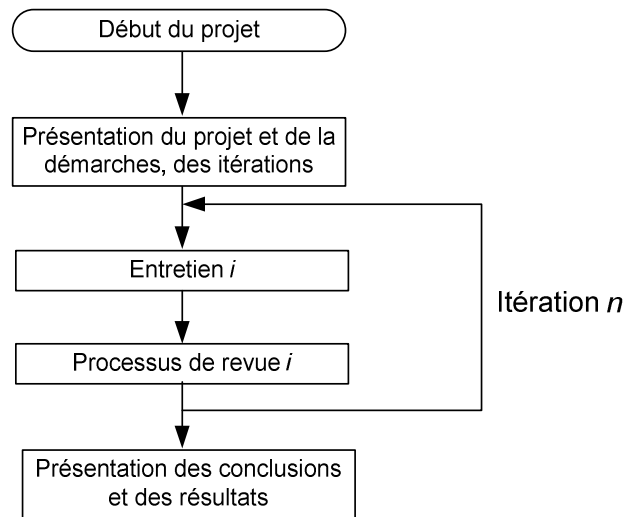 Début du projet
Présentation du projet et de la
démarches, des itérations
Entretien i
Itération n
Processus de revue i
Présentation des conclusions
et des résultats